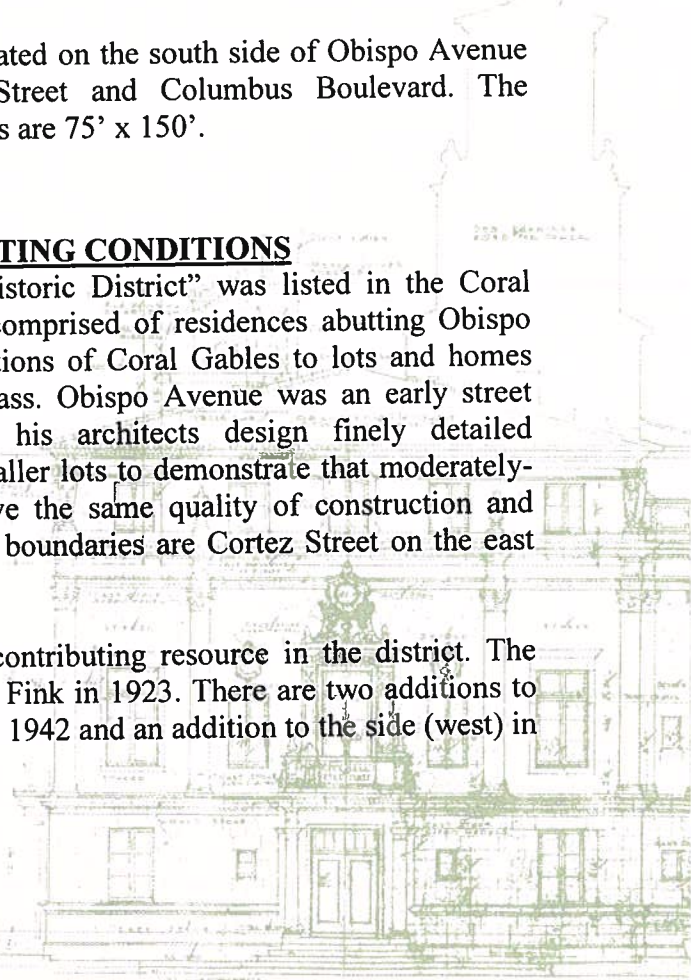 ated on the south side of Obispo Avenue
Street and Columbus Boulevard. The
s are 75' x 150'.
TING CONDITIONS
istoric District” was listed in the Coral
comprised of residences abutting Obispo
tions of Coral Gables to lots and homes
ass. Obispo Avenue was an early street
his architects design finely detailed
aller lots to demonstrate that moderately-
ve the same quality of construction and
boundaries are Cortez Street on the east
contributing resource in the district. The
Fink in 1923. There are two additions to
1942 and an addition to the side (west) in